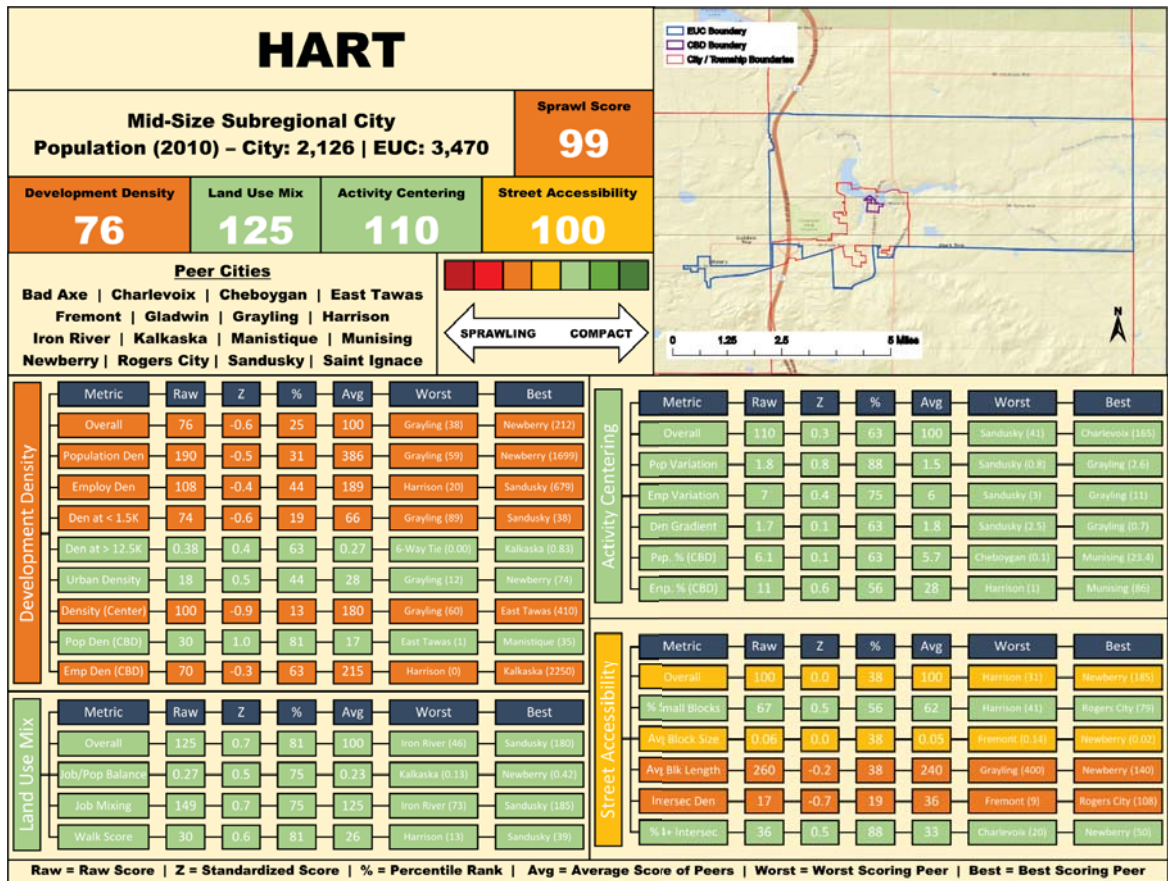 HART
Mid-Size Subregional City
Population (2010) – City: 2,126 | EUC: 3,470
Sprawl Score
99
Development Density
76
Land Use Mix
125
Activity Centering
110
Street Accessibility
100
Peer Cities
Bad Axe | Charlevoix | Cheboygan | East Tawas
Fremont | Gladwin | Grayling | Harrison
Iron River | Kalkaska | Manistique | Munising
Newberry | Rogers City | Sandusky | Saint Ignace
SPRAWLING COMPACT
EUC Boundary
CBD Boundary
City / Township Boundaries
N
0 1.25 2.5 5 Miles
Development Density
Metric Raw Z % Avg Worst Best
Overall 76 -0.6 25 100 Grayling (38) Newberry (212)
Population Den 190 -0.5 31 386 Grayling (59) Newberry (1699)
Employ Den 108 -0.4 44 189 Harrison (20) Sandusky (679)
Den at < 1.5K 74 -0.6 19 66 Grayling (89) Sandusky (38)
Den at > 12.5K 0.38 0.4 63 0.27 6-Way Tie (0.00) Kalkaska (0.83)
Urban Density 18 0.5 44 28 Grayling (12) Newberry (74)
Density (Center) 100 -0.9 13 180 Grayling (60) East Tawas (410)
Pop Den (CBD) 30 1.0 81 17 East Tawas (1) Manistique (35)
Emp Den (CBD) 70 -0.3 63 215 Harrison (0) Kalkaska (2250)
Land Use Mix
Metric Raw Z % Avg Worst Best
Overall 125 0.7 81 100 Iron River (46) Sandusky (180)
Job/Pop Balance 0.27 0.5 75 0.23 Kalkaska (0.13) Newberry (0.42)
Job Mixing 149 0.7 75 125 Iron River (73) Sandusky (185)
Walk Score 30 0.6 81 26 Harrison (13) Sandusky (39)
Activity Centering
Metric Raw Z % Avg Worst Best
Overall 110 0.3 63 100 Sandusky (41) Charlevoix (165)
Pop Variation 1.8 0.8 88 1.5 Sandusky (0.8) Grayling (2.6)
Emp Variation 7 0.4 75 6 Sandusky (3) Grayling (11)
Den Gradient 1.7 0.1 63 1.8 Sandusky (2.5) Grayling (0.7)
Pop. % (CBD) 6.1 0.1 63 5.7 Cheboygan (0.1) Munising (23.4)
Emp. % (CBD) 11 0.6 56 28 Harrison (1) Munising (86)
Street Accessibility
Metric Raw Z % Avg Worst Best
Overall 100 0.0 38 100 Harrison (31) Newberry (185)
% Small Blocks 67 0.5 56 62 Harrison (41) Rogers City (79)
Avg Block Size 0.06 0.0 38 0.05 Fremont (0.14) Newberry (0.02)
Avg Blk Length 260 -0.2 38 240 Grayling (400) Newberry (140)
Intersec Den 17 -0.7 19 36 Fremont (9) Rogers City (108)
% 4+ Intersec 36 0.5 88 33 Charlevoix (20) Newberry (50)
Raw = Raw Score | Z = Standardized Score | % = Percentile Rank | Avg = Average Score of Peers | Worst = Worst Scoring Peer | Best = Best Scoring Peer